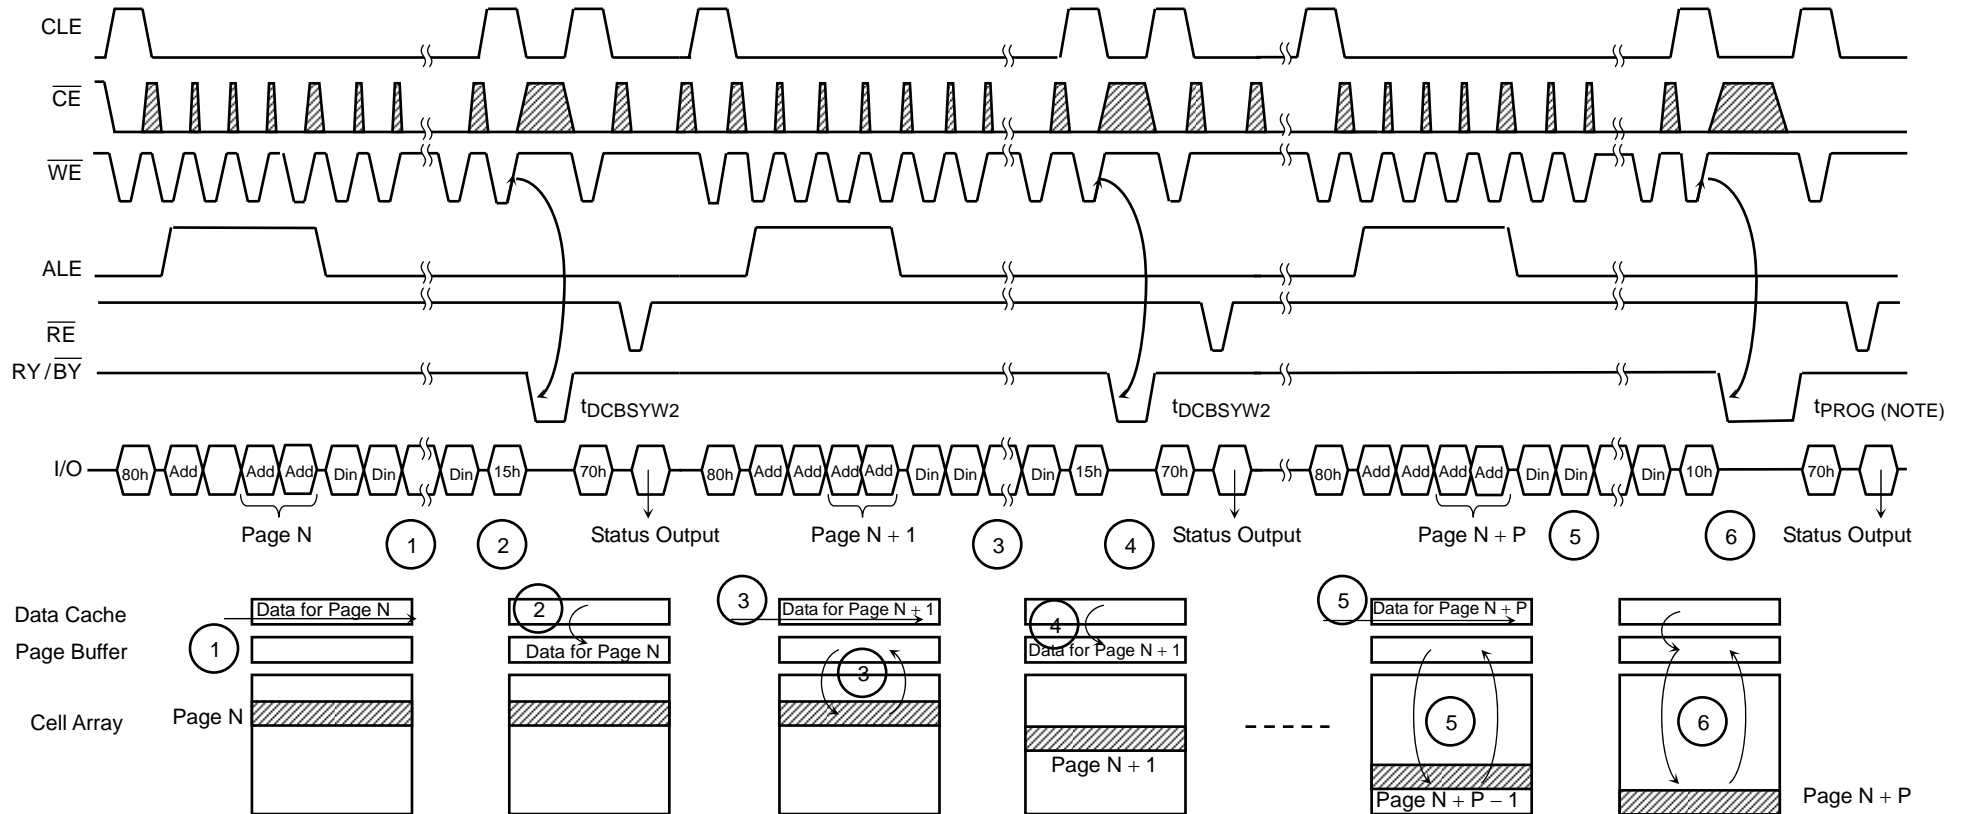 CLE
CE
WE
ALE
RE
RY/BY
tDCBSYW2
tDCBSYW2
tPROG (NOTE)
I/O
80h Add Add Add Din Din Din 15h 70h 80h Add Add Add Add Din Din Din 15h 70h 80h Add Add Add Add Din Din Din 10h 70h
Page N 1 2 Status Output Page N + 1 3 4 Status Output Page N + P 5 6 Status Output
Data Cache Data for Page N 2 3 Data for Page N + 1 4 5 Data for Page N + P
Page Buffer 1 Data for Page N 3 Data for Page N + 1
Cell Array Page N 5 6
Page N + 1
Page N + P − 1 Page N + P